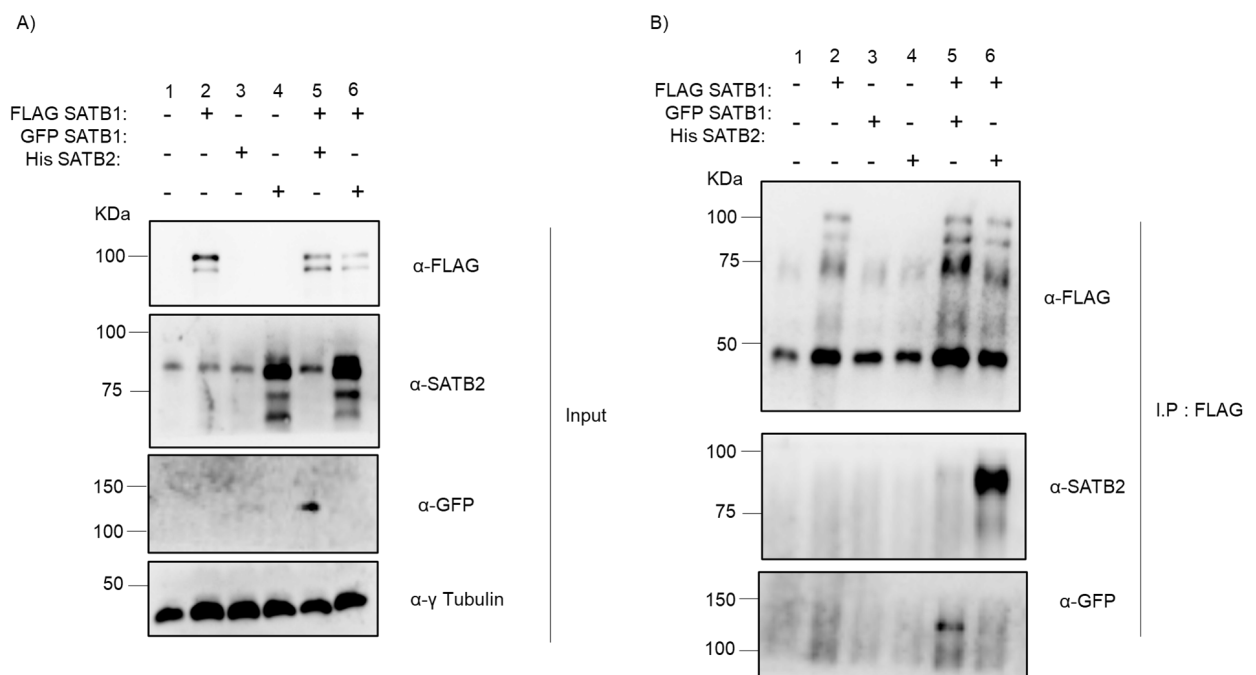 A)
1 2 3 4 5 6
FLAG SATB1: - + - - + +
GFP SATB1:
His SATB2: - - + - + -
- - - + - +
KDa
100
α-FLAG
100
75
α-SATB2
150
100
α-GFP
50
α-γ Tubulin
Input
B)
1 2 3 4 5 6
FLAG SATB1: - + - - + +
GFP SATB1: - - + - + -
His SATB2:
- - - + - +
KDa
100
75
50
α-FLAG
100
75
α-SATB2
150
100
α-GFP
I.P : FLAG